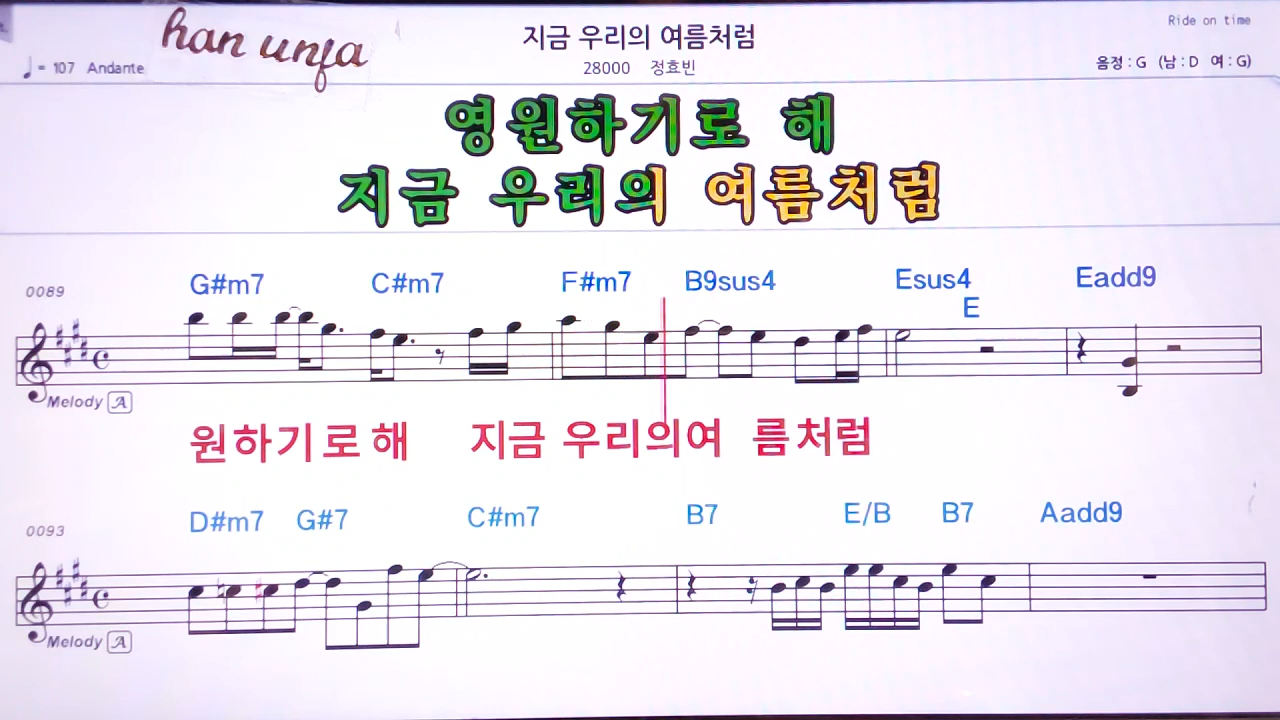 han unfa
지금 우리의 여름처럼
Ride on time
♩= 107 Andante
28000 정효빈
음정 : G (남 : D 여 : G)
영원하기로 해
지금 우리의 여름처럼
G#m7 C#m7 F#m7 B9sus4 Esus4 Eadd9
E
0089
Melody A
원하기로해 지금 우리의여 름처럼
D#m7 G#7 C#m7 B7 E/B B7 Aadd9
0093
Melody A